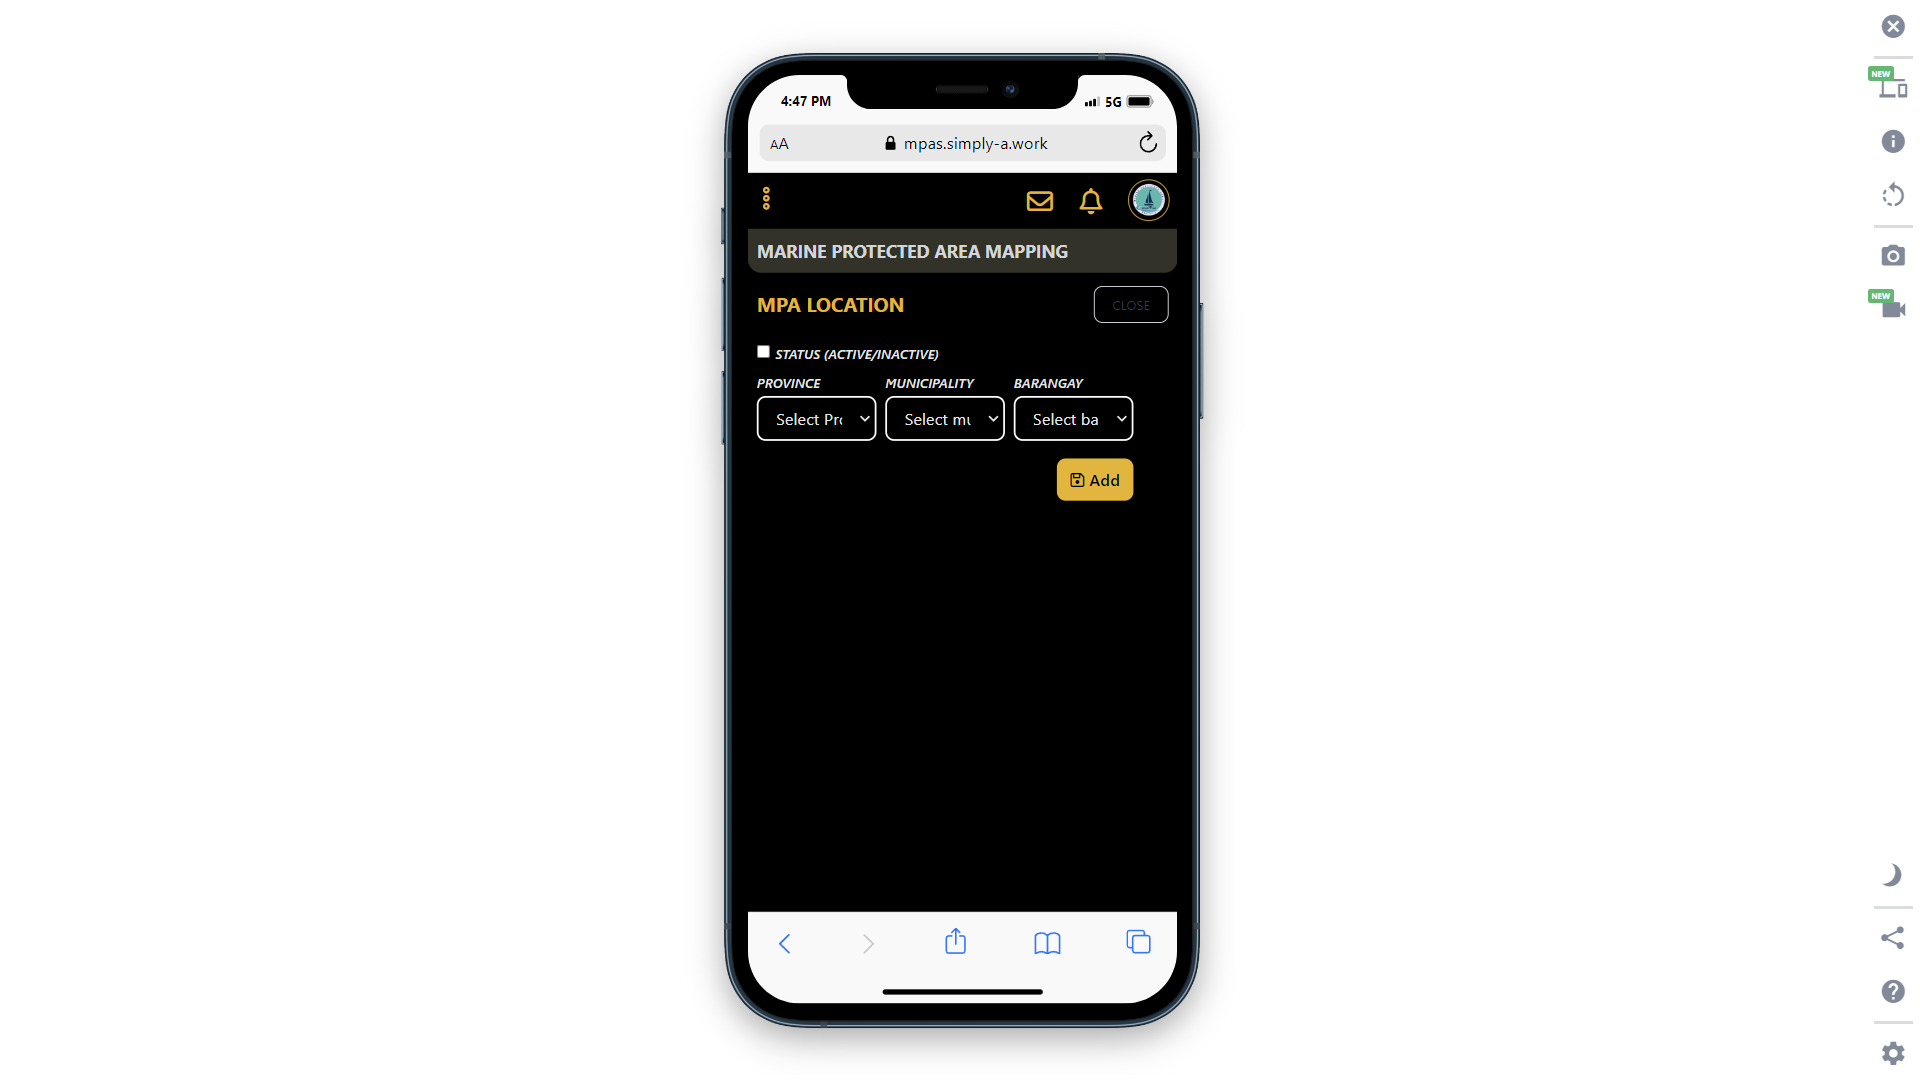 4:47 PM
5G
AA
mpas.simply-a.work
MARINE PROTECTED AREA MAPPING
MPA LOCATION
CLOSE
STATUS (ACTIVE/INACTIVE)
PROVINCE MUNICIPALITY BARANGAY
Select Pro Select mu Select ba
Add
NEW
NEW